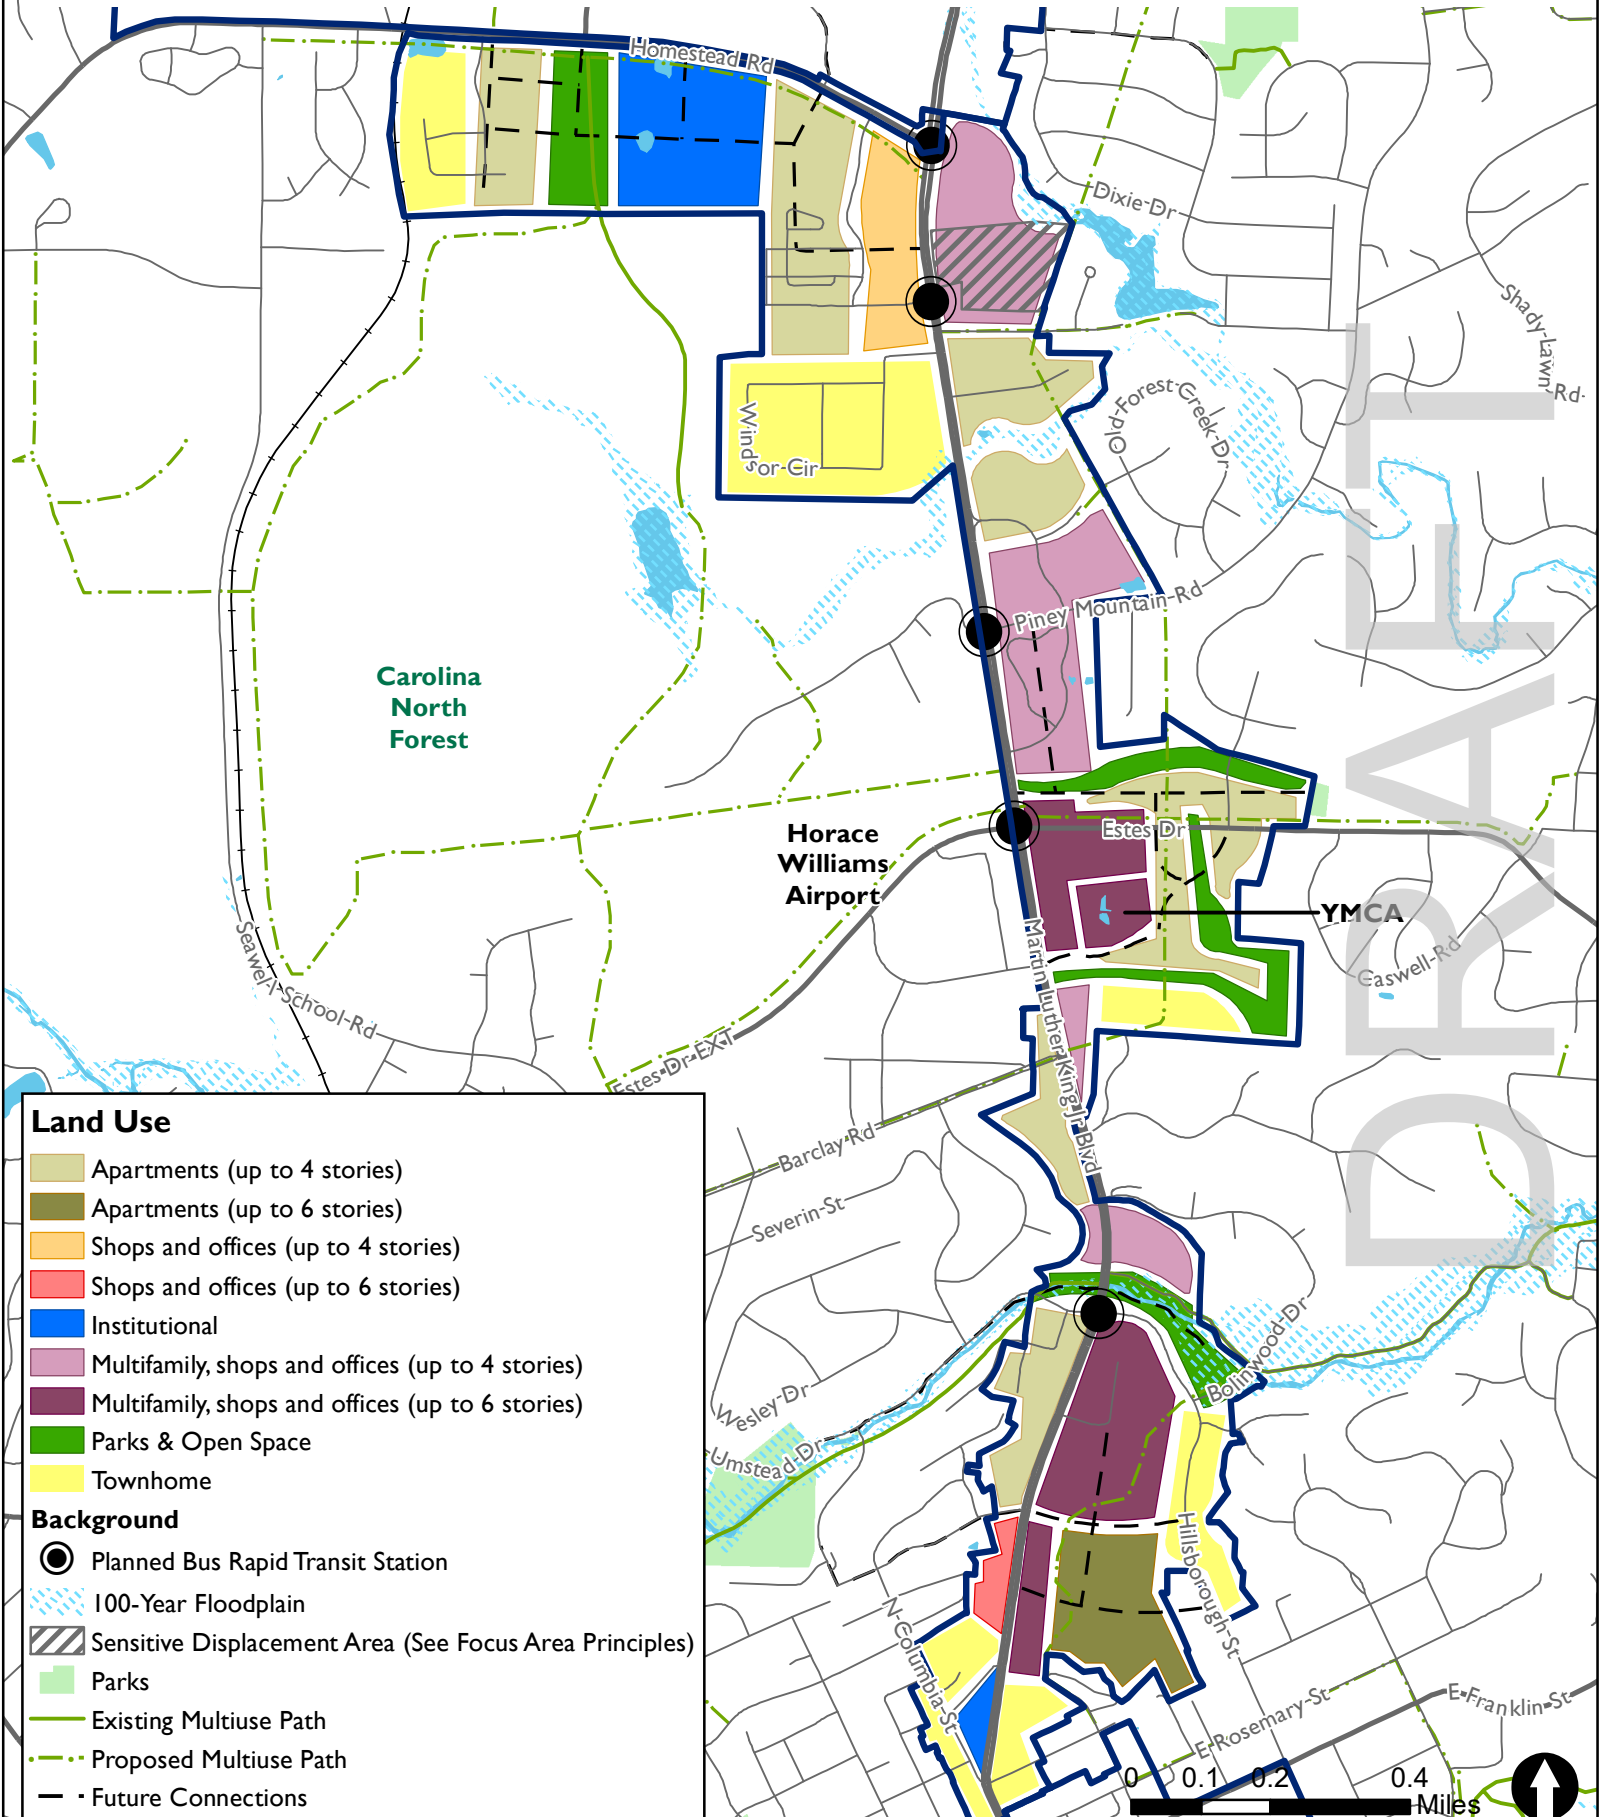 Homestead Rd
Dixie-Dr
Shady-Lawn-Rd-
Old-Forest-Creek-Dr
Windsor-Cir
Piney Mountain-Rd
Carolina
North
Forest
Horace
Williams
Airport
Estes Dr
YMCA
Caswell-Rd
Seawell-School-Rd
Martin Luther King Jr Blvd
Estes-Dr-EXT
Barclay-Rd
Severin-St
Wesley-Dr
Umstead-Dr
Bolinwood-Dr
Hillsborough-St
N-Columbia-St
E-Rosemary-St
E-Franklin-St
DRAFT
Land Use
Apartments (up to 4 stories)
Apartments (up to 6 stories)
Shops and offices (up to 4 stories)
Shops and offices (up to 6 stories)
Institutional
Multifamily, shops and offices (up to 4 stories)
Multifamily, shops and offices (up to 6 stories)
Parks & Open Space
Townhome
Background
Planned Bus Rapid Transit Station
100-Year Floodplain
Sensitive Displacement Area (See Focus Area Principles)
Parks
Existing Multiuse Path
Proposed Multiuse Path
Future Connections
0 0.1 0.2 0.4
Miles